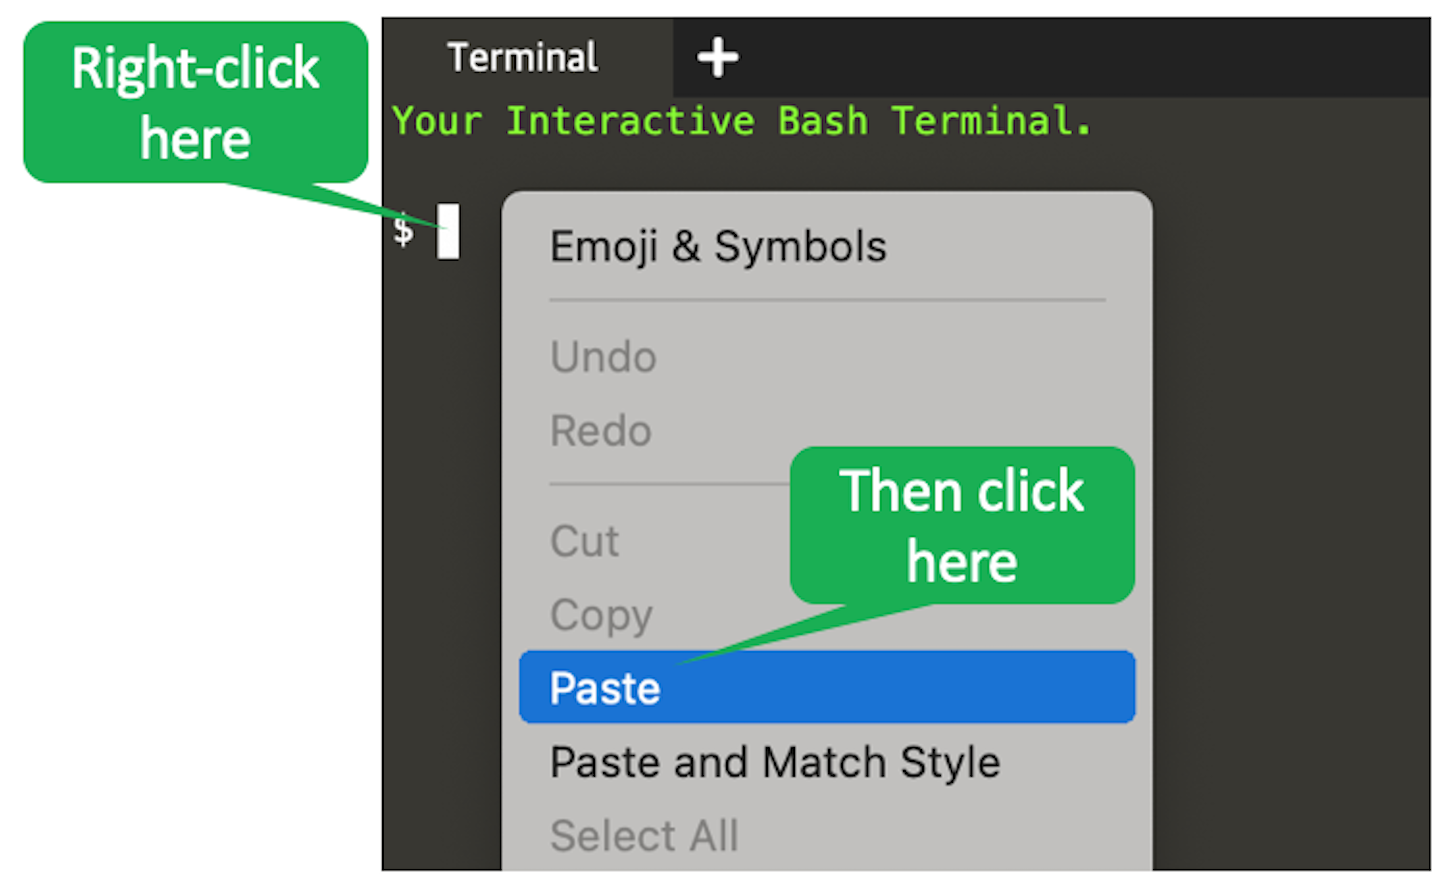 Right-click
here
Terminal +
Your Interactive Bash Terminal.
$
Emoji & Symbols
Undo
Redo
Then click
here
Cut
Copy
Paste
Paste and Match Style
Select All